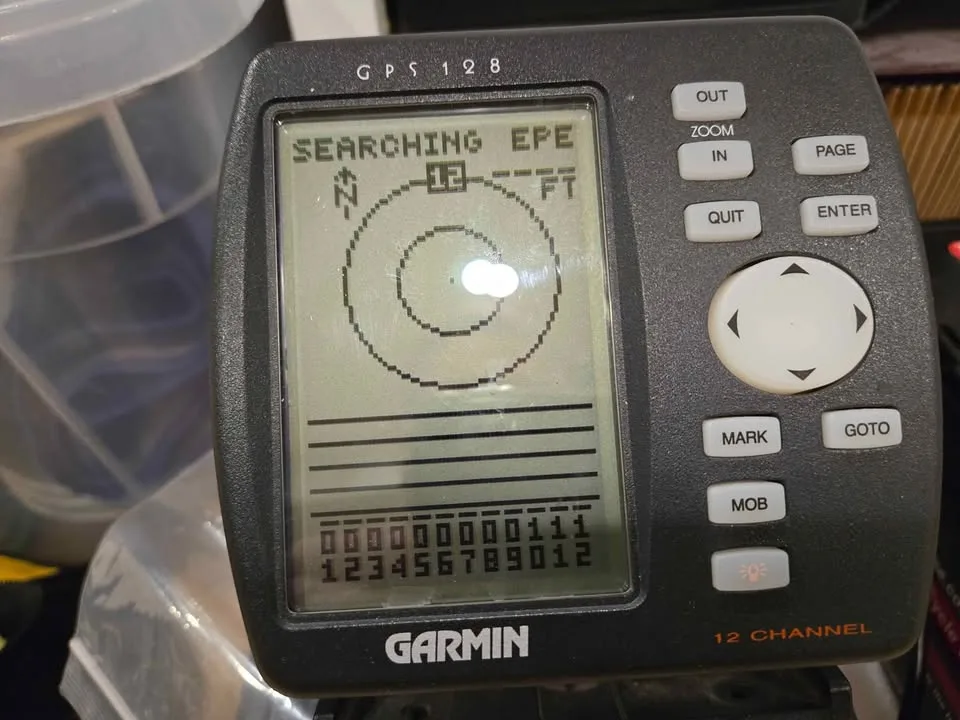 GPS 128
SEARCHING EPE
N
12
----- FT
000000000111
123456789012
GARMIN
OUT
ZOOM
IN
PAGE
QUIT
ENTER
MARK
GOTO
MOB
12 CHANNEL